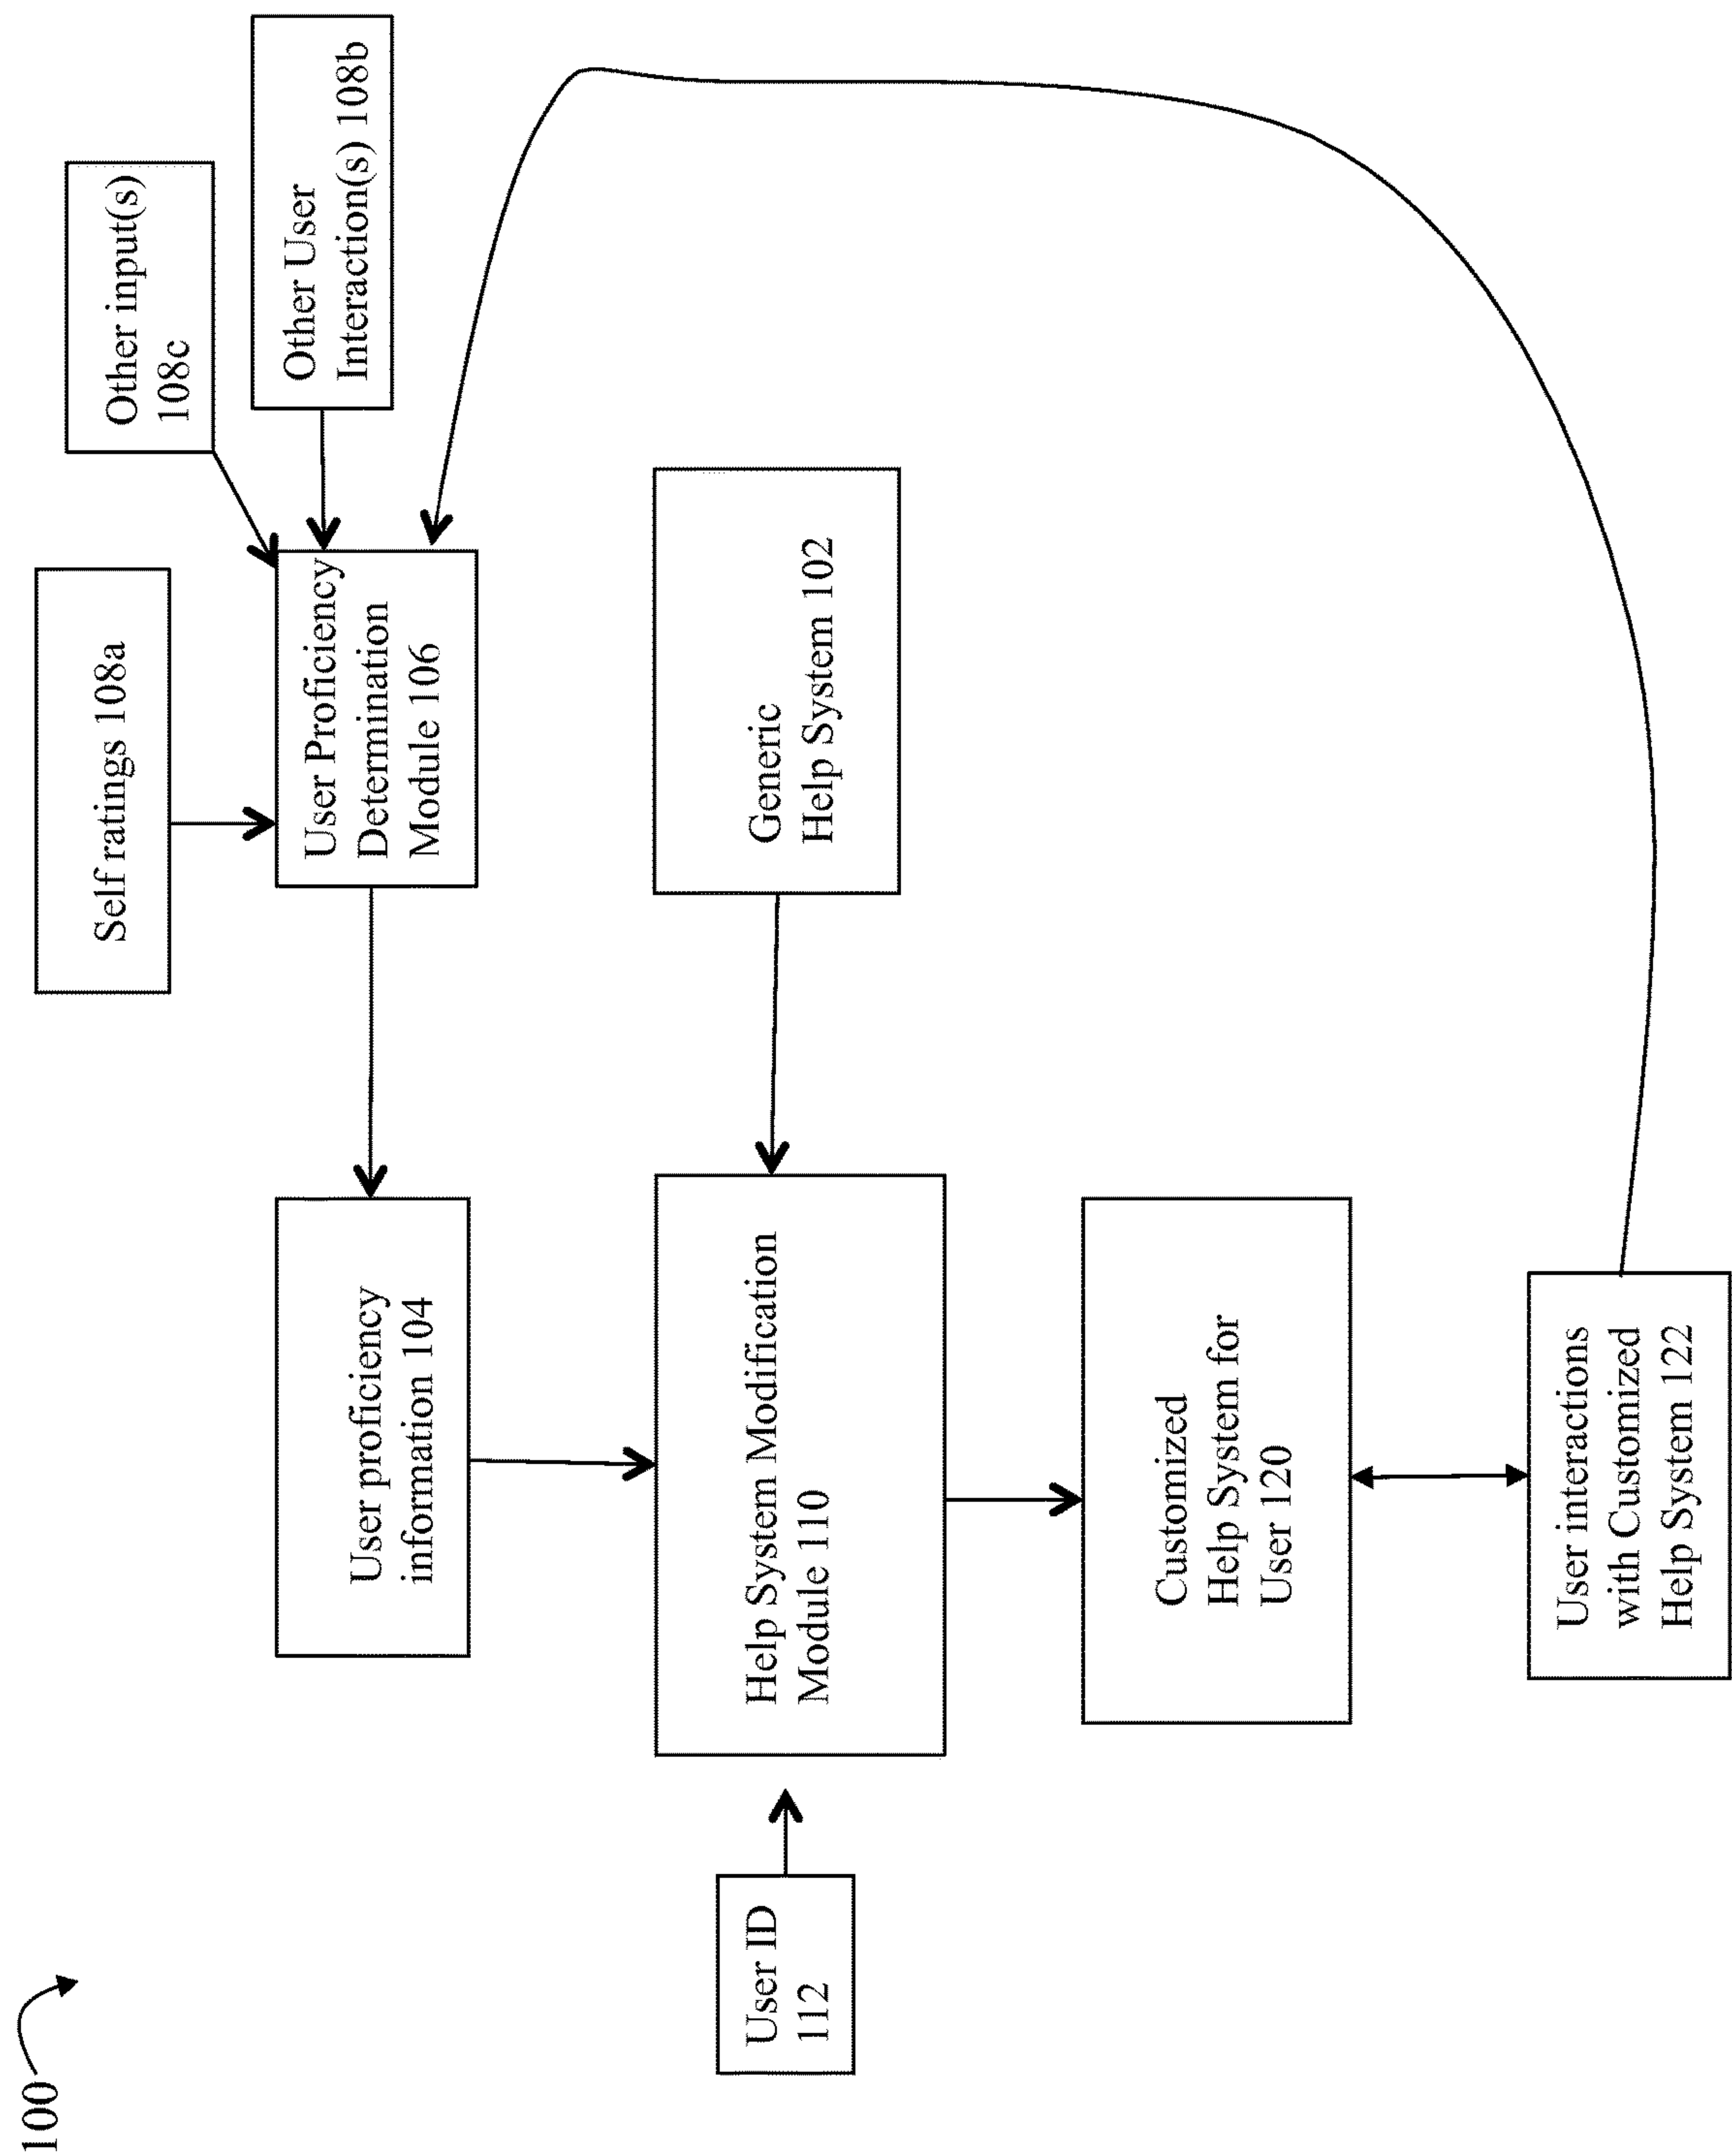 100
Self ratings 108a
Other input(s)
108c
User proficiency
information 104
User Proficiency
Determination
Module 106
Other User
Interaction(s) 108b
User ID
112
Help System Modification
Module 110
Generic
Help System 102
Customized
Help System for
User 120
User interactions
with Customized
Help System 122